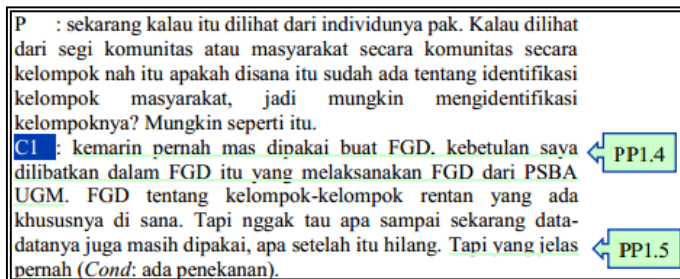 P : sekarang kalau itu dilihat dari individunya pak. Kalau dilihat
dari segi komunitas atau masyarakat secara komunitas secara
kelompok nah itu apakah disana itu sudah ada tentang identifikasi
kelompok masyarakat, jadi mungkin mengidentifikasi
kelompoknya? Mungkin seperti itu.
C1 : kemarin pernah mas dipakai buat FGD. kebetulan saya
dilibatkan dalam FGD itu yang melaksanakan FGD dari PSBA
UGM. FGD tentang kelompok-kelompok rentan yang ada
khususnya di sana. Tapi nggak tau apa sampai sekarang data-
datanya juga masih dipakai, apa setelah itu hilang. Tapi yang jelas
pernah (Cond: ada penekanan).
PP1.4
PP1.5